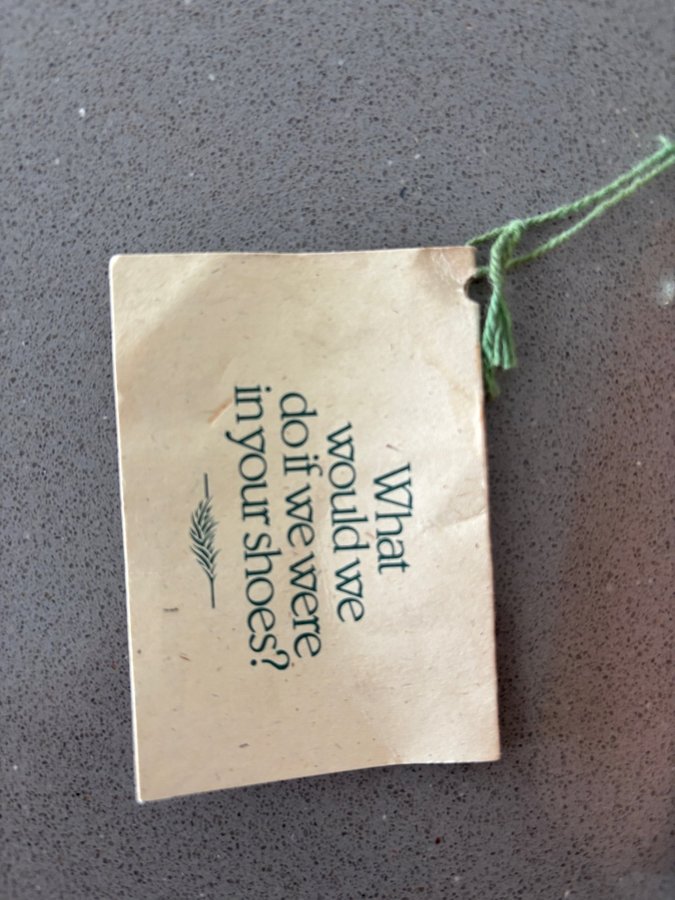 What
would we
do if we were
in your shoes?